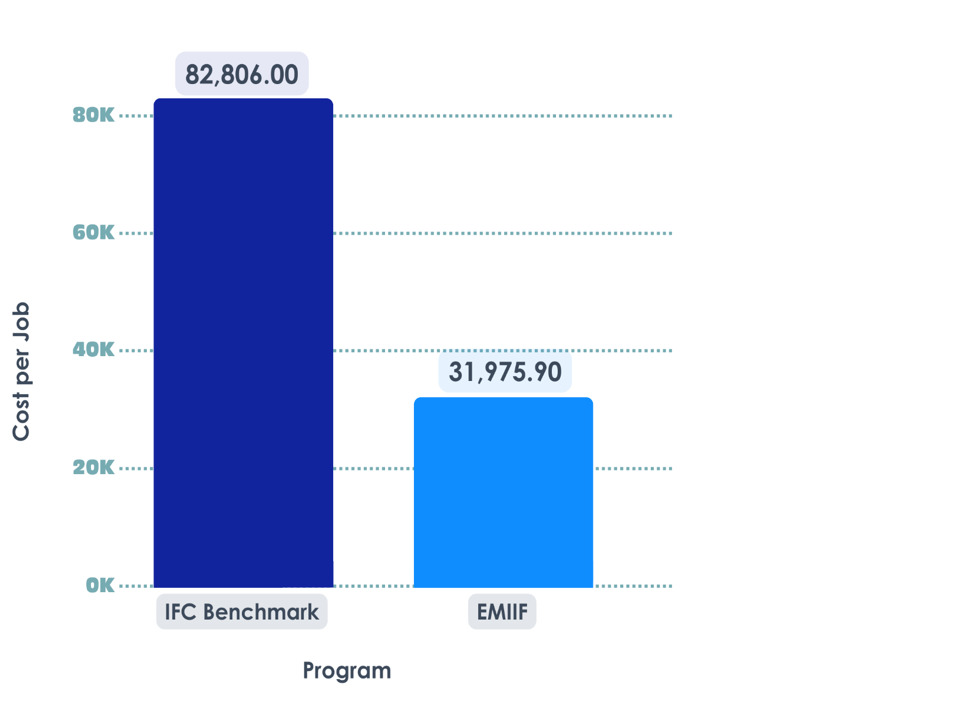 82,806.00
80K
60K
40K
31,975.90
20K
0K
IFC Benchmark
EMIIF
Cost per Job
Program